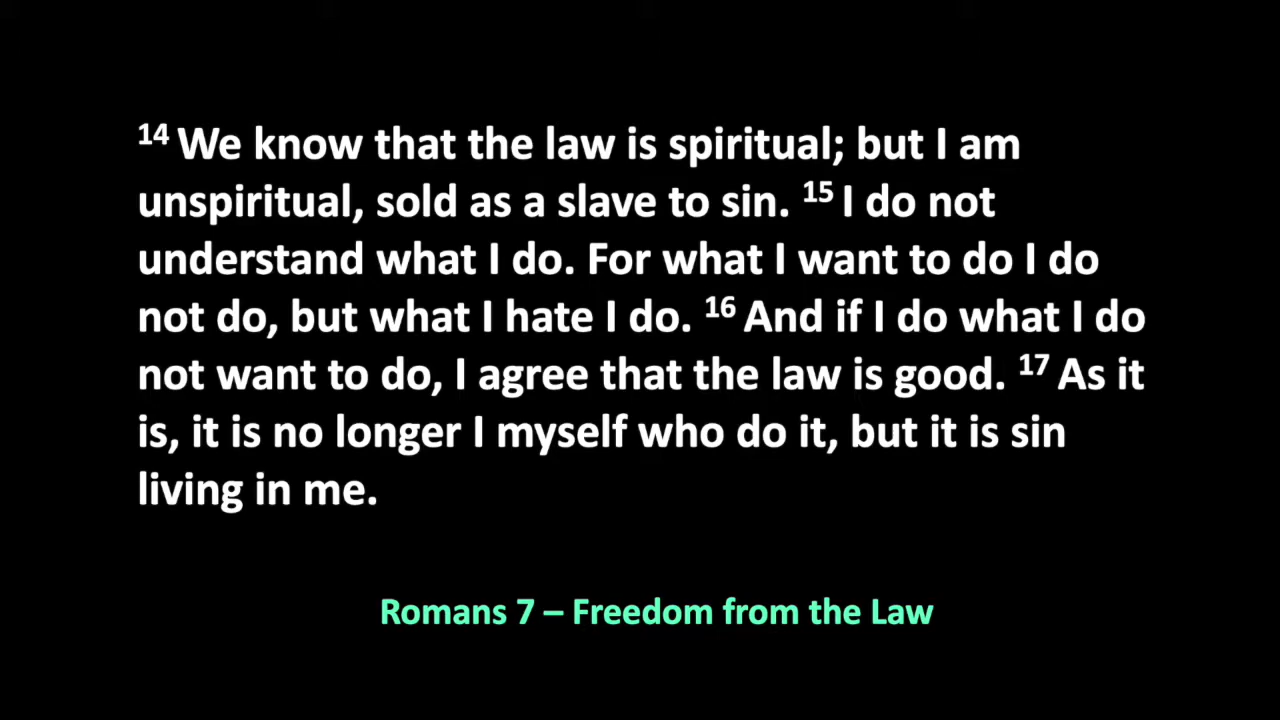 14 We know that the law is spiritual; but I am
unspiritual, sold as a slave to sin. 15 I do not
understand what I do. For what I want to do I do
not do, but what I hate I do. 16 And if I do what I do
not want to do, I agree that the law is good. 17 As it
is, it is no longer I myself who do it, but it is sin
living in me.
Romans 7 – Freedom from the Law